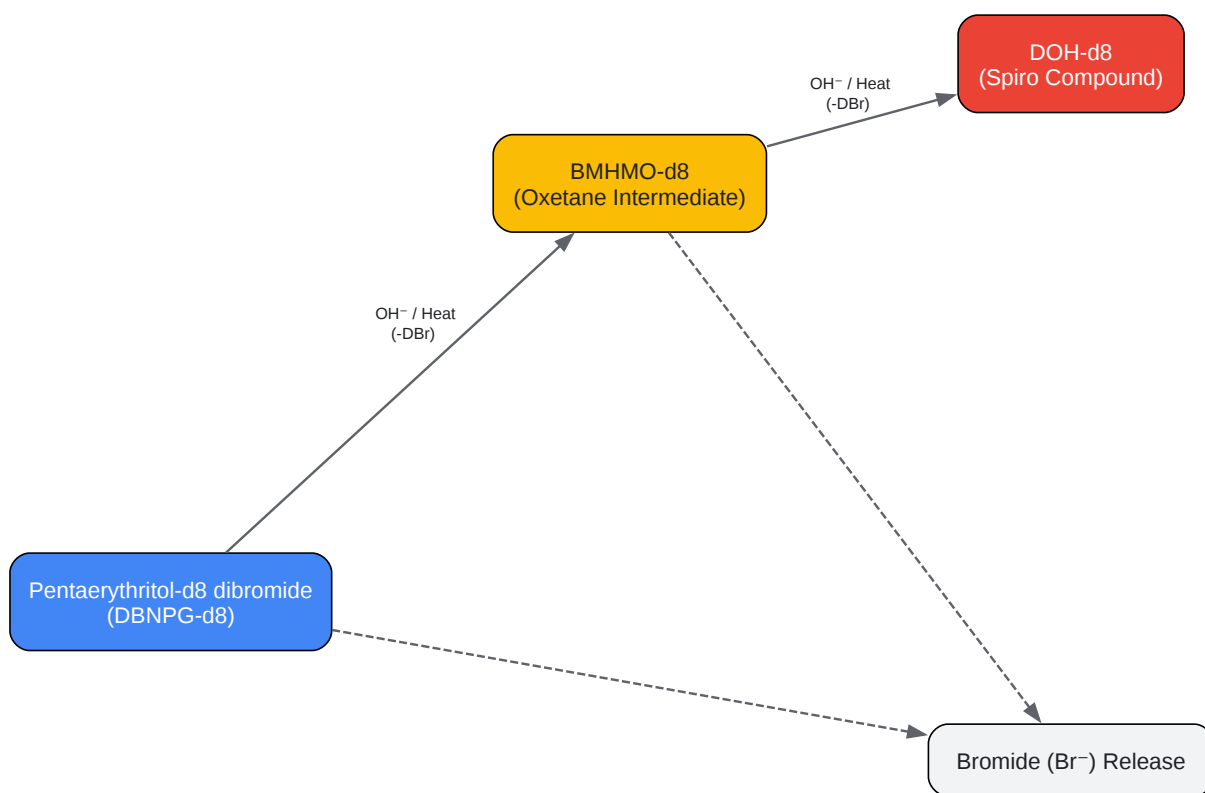 DOH-d8
(Spiro Compound)
OH⁻ / Heat
(-DBr)
BMHMO-d8
(Oxetane Intermediate)
OH⁻ / Heat
(-DBr)
Pentaerythritol-d8 dibromide
(DBNPG-d8)
Bromide (Br⁻) Release